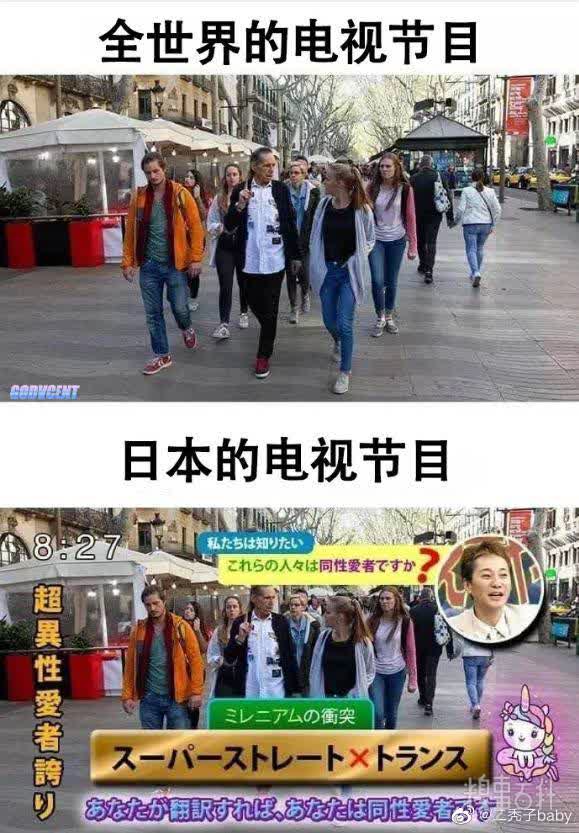 全世界的电视节目
GODVCENT
日本的电视节目
8:27
私たちは知りたい
これらの人々は同性愛者ですか?
超異性愛者誇り
ミレニアムの衝突
スーパーストレート×トランス
あなたが翻訳すれば、あなたは同性愛者です
@之秃子baby